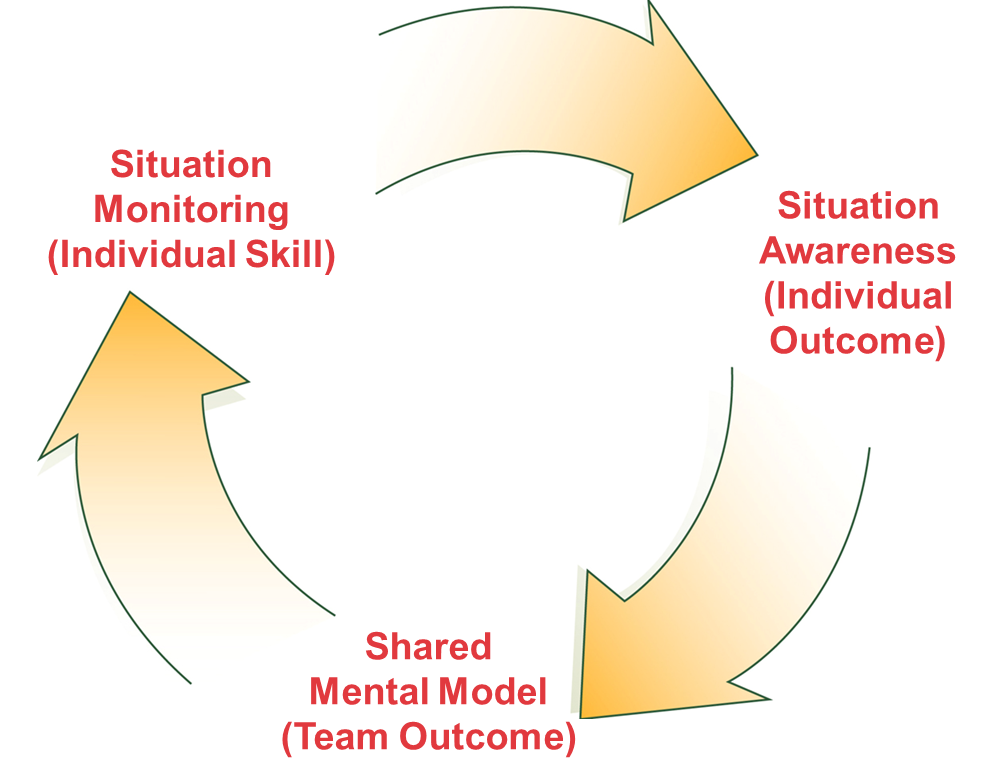 Situation
Monitoring
(Individual Skill)
Situation
Awareness
(Individual
Outcome)
Shared
Mental Model
(Team Outcome)